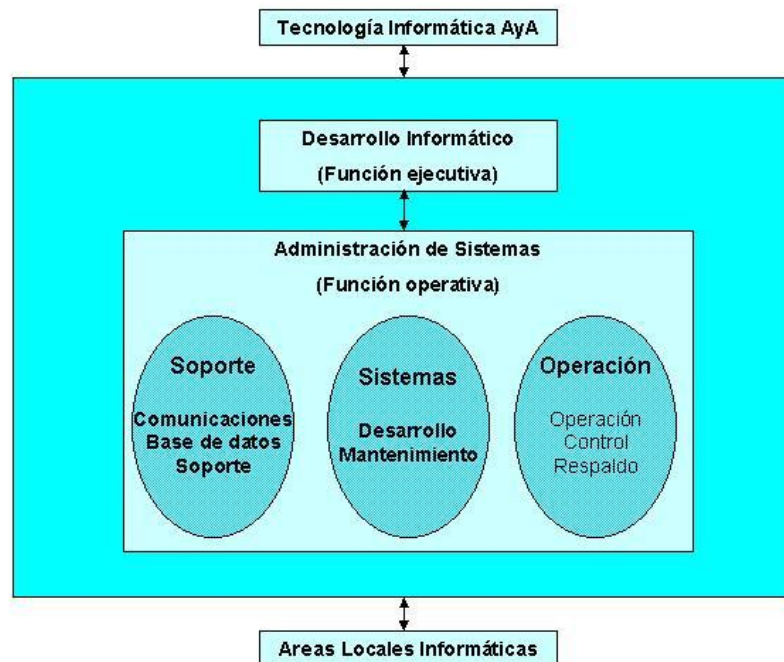 Tecnología Informática AyA
Desarrollo Informático
(Función ejecutiva)
Administración de Sistemas
(Función operativa)
Soporte
Comunicaciones
Base de datos
Soporte
Sistemas
Desarrollo
Mantenimiento
Operación
Operación
Control
Respaldo
Areas Locales Informáticas